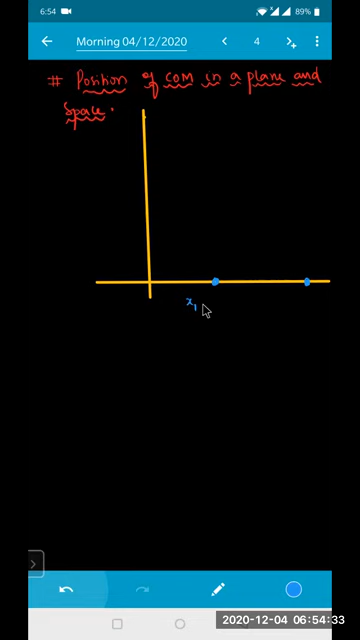 6:54
89%
Morning 04/12/2020
4
# Position of COM in a plane and
Space.
x₁
2020-12-04 06:54:33